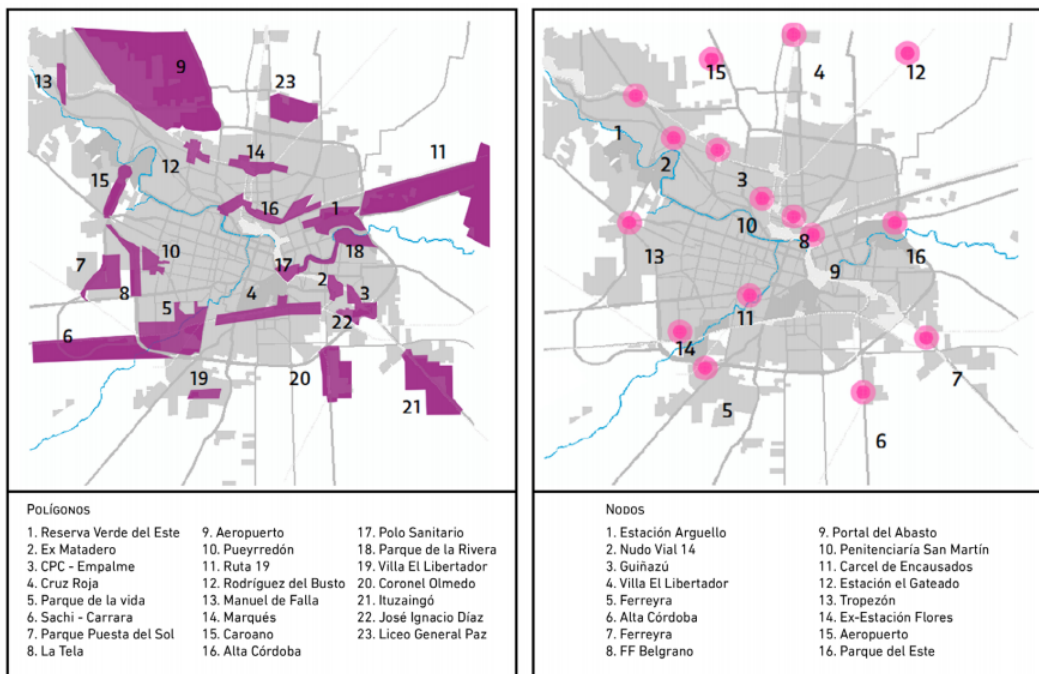 9
13
23
12
14
11
15
16
1
18
10
7
17
8
2
4
3
5
22
6
19
20
21
15
4
12
1
2
3
10
8
16
13
9
11
14
7
5
6
POLÍGONOS
1. Reserva Verde del Este
2. Ex Matadero
3. CPC - Empalme
4. Cruz Roja
5. Parque de la vida
6. Sachi - Carrara
7. Parque Puesta del Sol
8. La Tela
9. Aeropuerto
10. Pueyrredón
11. Ruta 19
12. Rodríguez del Busto
13. Manuel de Falla
14. Marqués
15. Caroano
16. Alta Córdoba
17. Polo Sanitario
18. Parque de la Rivera
19. Villa El Libertador
20. Coronel Olmedo
21. Ituzaingó
22. José Ignacio Díaz
23. Liceo General Paz
NODOS
1. Estación Arguello
2. Nudo Vial 14
3. Guiñazú
4. Villa El Libertador
5. Ferreyra
6. Alta Córdoba
7. Ferreyra
8. FF Belgrano
9. Portal del Abasto
10. Penitenciaría San Martín
11. Carcel de Encausados
12. Estación el Gateado
13. Tropezón
14. Ex-Estación Flores
15. Aeropuerto
16. Parque del Este